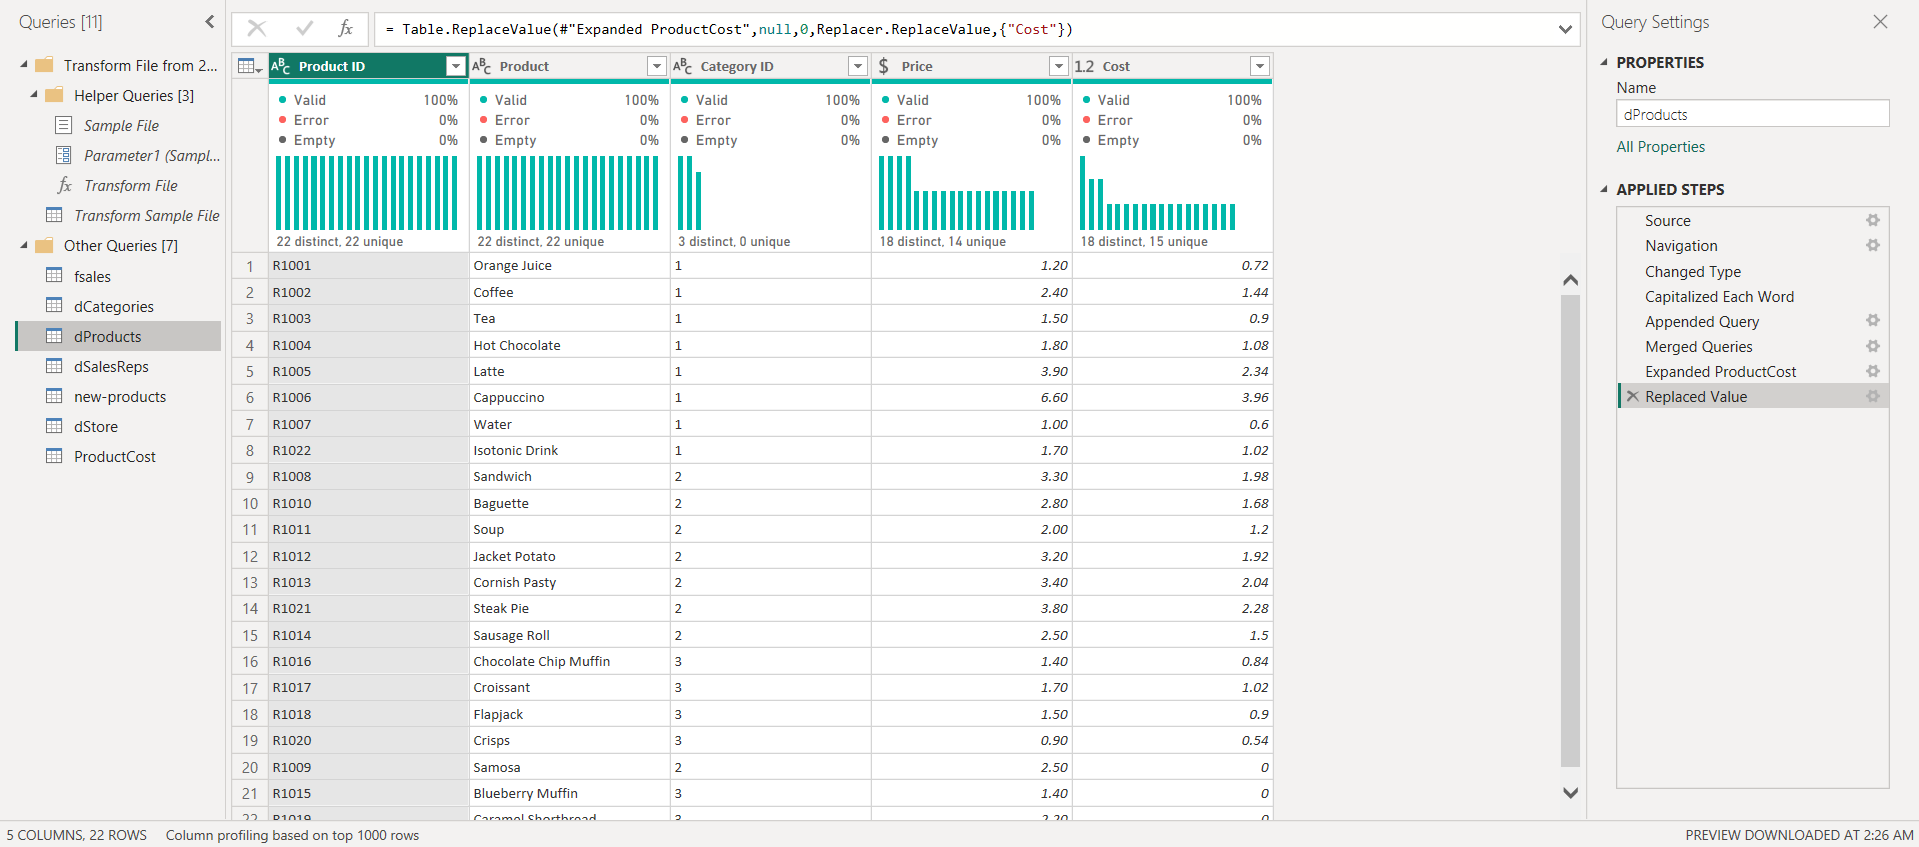 Queries [11]
Transform File from 2...
Helper Queries [3]
Sample File
Parameter1 (Sampl...
Transform File
Transform Sample File
Other Queries [7]
fsales
dCategories
dProducts
dSalesReps
new-products
dStore
ProductCost
fx = Table.ReplaceValue(#"Expanded ProductCost",null,0,Replacer.ReplaceValue,{"Cost"})
ABC Product ID ABC Product ABC Category ID $ Price 1.2 Cost
Valid 100% Valid 100% Valid 100% Valid 100% Valid 100%
Error 0% Error 0% Error 0% Error 0% Error 0%
Empty 0% Empty 0% Empty 0% Empty 0% Empty 0%
22 distinct, 22 unique 22 distinct, 22 unique 3 distinct, 0 unique 18 distinct, 14 unique 18 distinct, 15 unique
1 R1001 Orange Juice 1 1.20 0.72
2 R1002 Coffee 1 2.40 1.44
3 R1003 Tea 1 1.50 0.9
4 R1004 Hot Chocolate 1 1.80 1.08
5 R1005 Latte 1 3.90 2.34
6 R1006 Cappuccino 1 6.60 3.96
7 R1007 Water 1 1.00 0.6
8 R1022 Isotonic Drink 1 1.70 1.02
9 R1008 Sandwich 2 3.30 1.98
10 R1010 Baguette 2 2.80 1.68
11 R1011 Soup 2 2.00 1.2
12 R1012 Jacket Potato 2 3.20 1.92
13 R1013 Cornish Pasty 2 3.40 2.04
14 R1021 Steak Pie 2 3.80 2.28
15 R1014 Sausage Roll 2 2.50 1.5
16 R1016 Chocolate Chip Muffin 3 1.40 0.84
17 R1017 Croissant 3 1.70 1.02
18 R1018 Flapjack 3 1.50 0.9
19 R1020 Crisps 3 0.90 0.54
20 R1009 Samosa 2 2.50 0
21 R1015 Blueberry Muffin 3 1.40 0
22 R1019 Caramel Shortbread 3 2.20 0
Query Settings
PROPERTIES
Name
dProducts
All Properties
APPLIED STEPS
Source
Navigation
Changed Type
Capitalized Each Word
Appended Query
Merged Queries
Expanded ProductCost
Replaced Value
5 COLUMNS, 22 ROWS Column profiling based on top 1000 rows
PREVIEW DOWNLOADED AT 2:26 AM